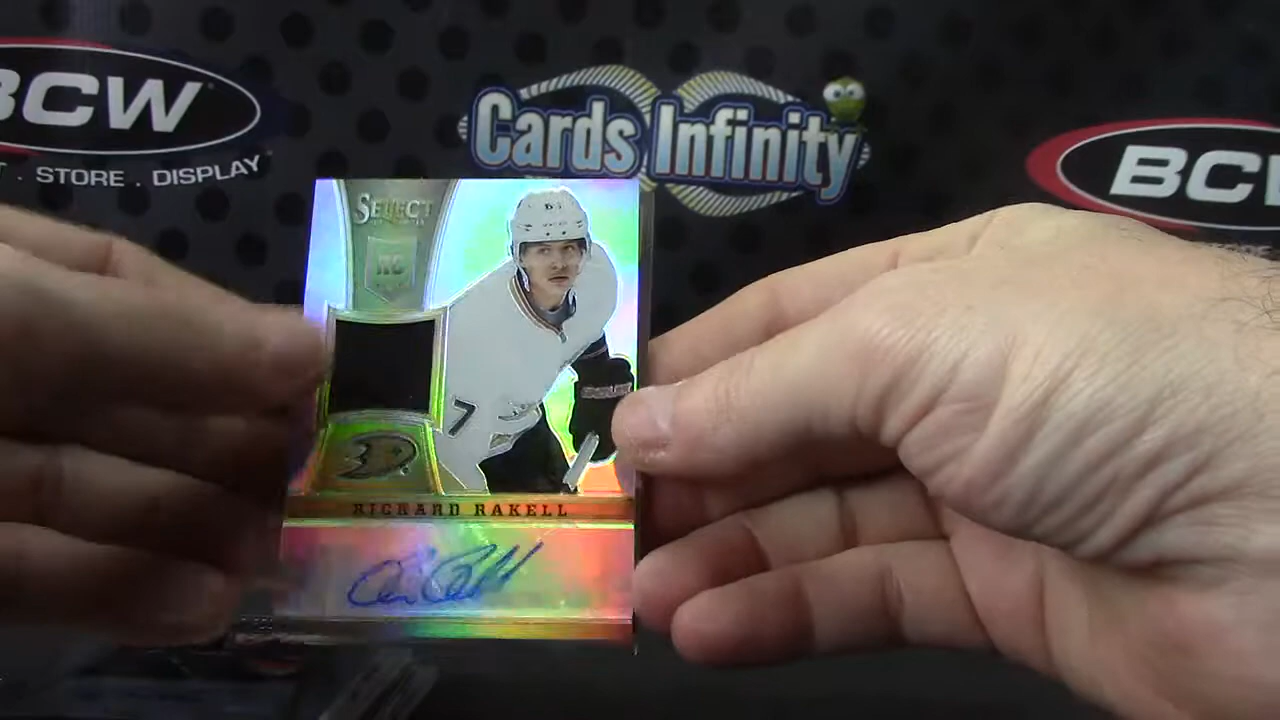 BCW
. STORE . DISPLAY
Cards Infinity
BCW
SELECT
RC
7
RICKARD RAKELL